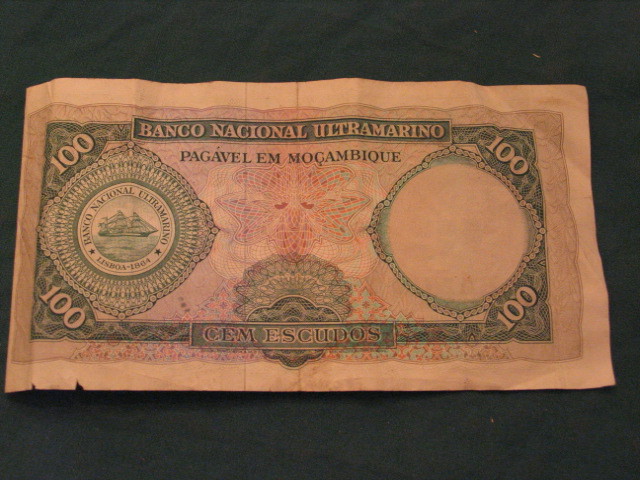 BANCO NACIONAL ULTRAMARINO
PAGÁVEL EM MOÇAMBIQUE
100
100
BANCO NACIONAL ULTRAMARINO
LISBOA·1864
100
100
CEM ESCUDOS